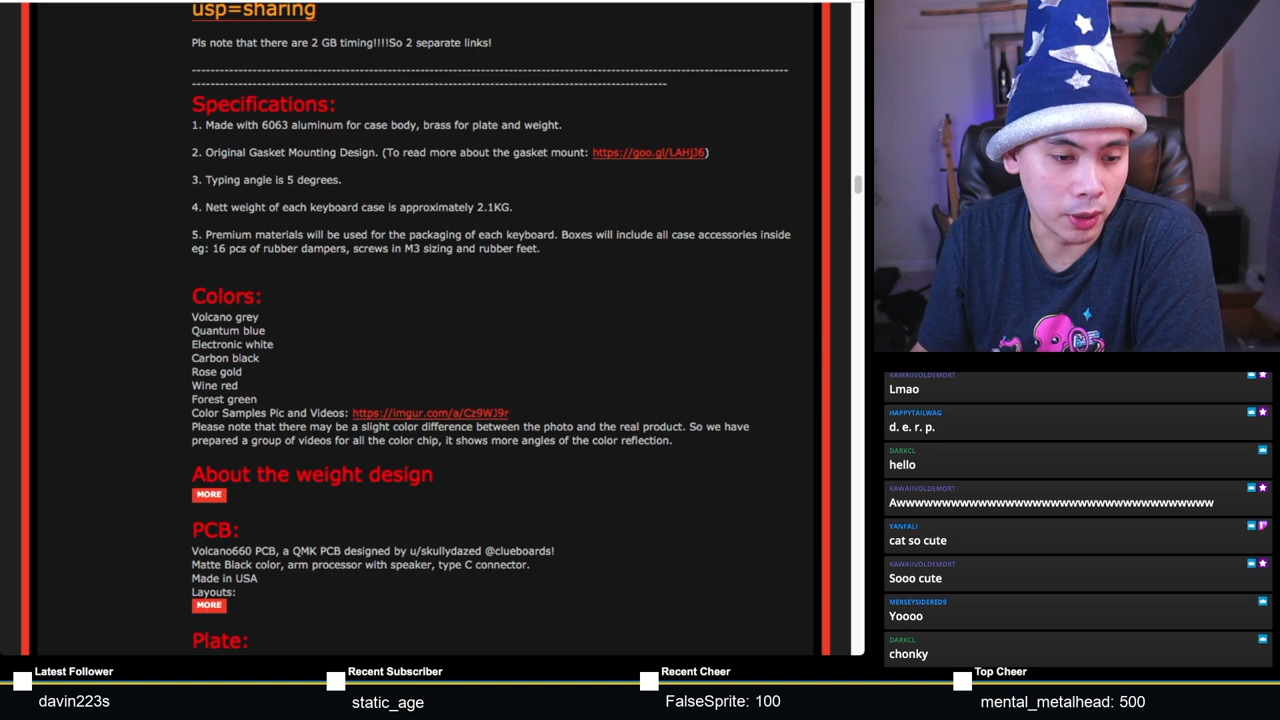 usp=sharing
Pls note that there are 2 GB timing!!!!So 2 separate links!
--------------------------------------------------------------------------------------------------------------------------------
------------------------------------------------------------------------------------------------------
Specifications:
1. Made with 6063 aluminum for case body, brass for plate and weight.
2. Original Gasket Mounting Design. (To read more about the gasket mount: https://goo.gl/LAHjJ6)
3. Typing angle is 5 degrees.
4. Nett weight of each keyboard case is approximately 2.1KG.
5. Premium materials will be used for the packaging of each keyboard. Boxes will include all case accessories inside
eg: 16 pcs of rubber dampers, screws in M3 sizing and rubber feet.
Colors:
Volcano grey
Quantum blue
Electronic white
Carbon black
Rose gold
Wine red
Forest green
Color Samples Pic and Videos: https://imgur.com/a/Cz9WJ9r
Please note that there may be a slight color difference between the photo and the real product. So we have
prepared a group of videos for all the color chip, it shows more angles of the color reflection.
About the weight design
MORE
PCB:
Volcano660 PCB, a QMK PCB designed by u/skullydazed @clueboards!
Matte Black color, arm processor with speaker, type C connector.
Made in USA
Layouts:
MORE
Plate:
KAWAIIVOLDEMORT
Lmao
HAPPYTAILWAG
d. e. r. p.
DARKCL
hello
KAWAIIVOLDEMORT
Awwwwwwwwwwwwwwwwwwwwwwwwwwwwwwwwwww
YANFALI
cat so cute
KAWAIIVOLDEMORT
Sooo cute
MERSEYSIDERED9
Yoooo
DARKCL
chonky
Latest Follower
davin223s
Recent Subscriber
static_age
Recent Cheer
FalseSprite: 100
Top Cheer
mental_metalhead: 500